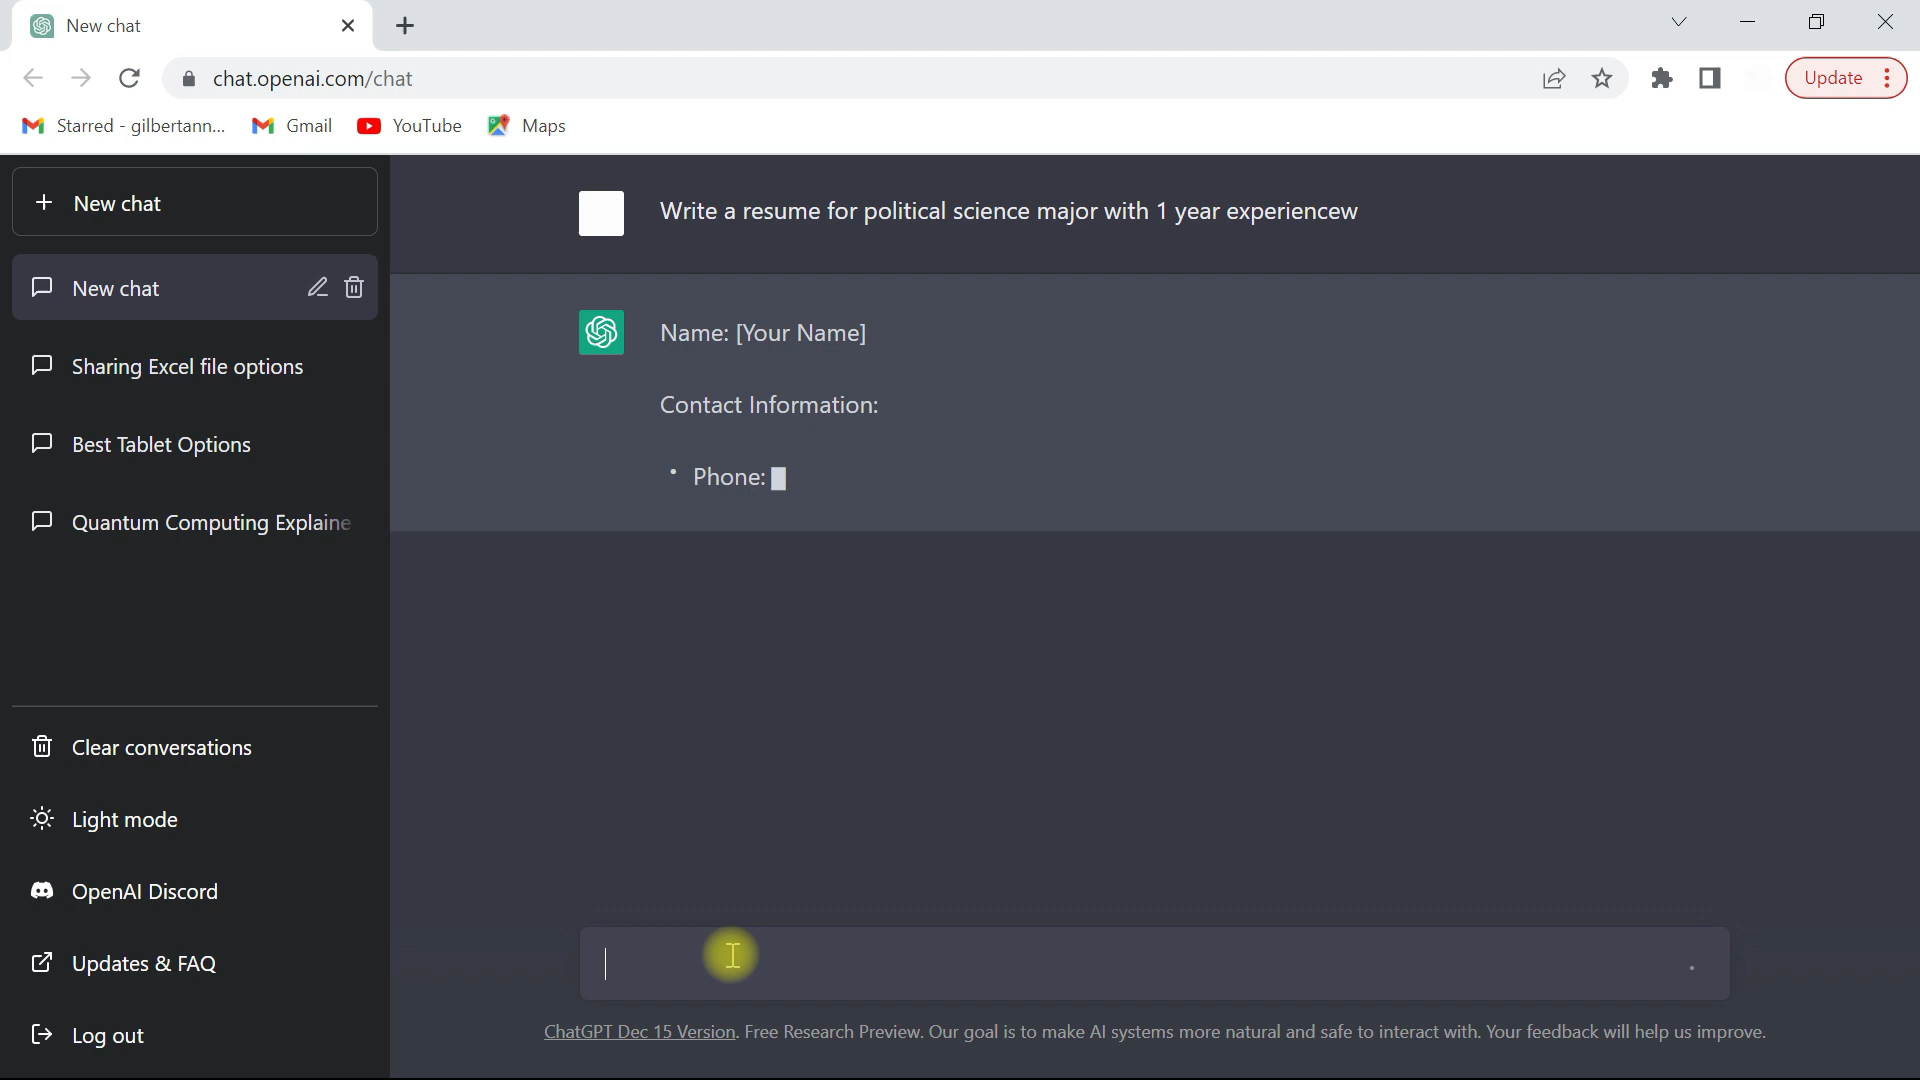 New chat
chat.openai.com/chat
Update
Starred - gilbertann...
Gmail
YouTube
Maps
New chat
New chat
Sharing Excel file options
Best Tablet Options
Quantum Computing Explaine
Clear conversations
Light mode
OpenAI Discord
Updates & FAQ
Log out
Write a resume for political science major with 1 year experiencew
Name: [Your Name]
Contact Information:
• Phone:
ChatGPT Dec 15 Version. Free Research Preview. Our goal is to make AI systems more natural and safe to interact with. Your feedback will help us improve.